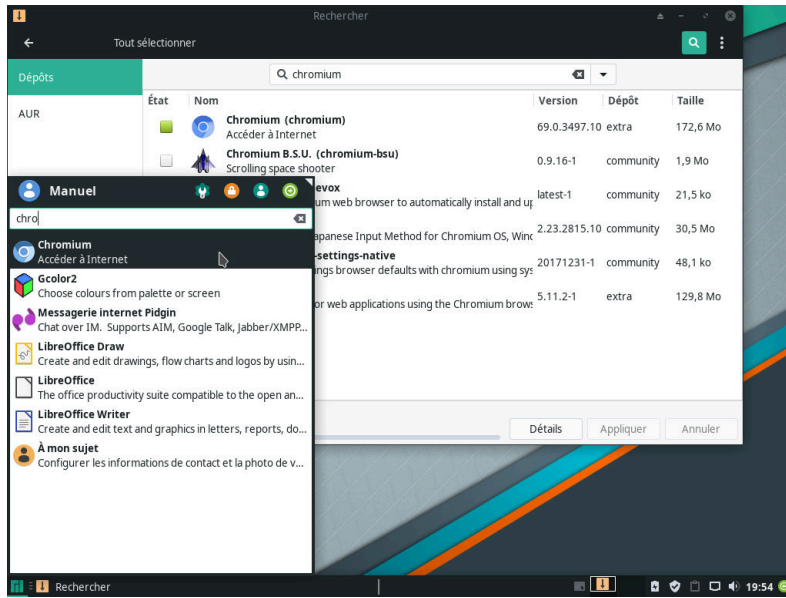 Rechercher
Tout sélectionner
Dépôts
AUR
chromium
État Nom Version Dépôt Taille
Chromium (chromium)
Accéder à Internet
69.0.3497.10 extra 172,6 Mo
Chromium B.S.U. (chromium-bsu)
Scrolling space shooter
0.9.16-1 community 1,9 Mo
evox
um web browser to automatically install and up
latest-1 community 21,5 ko
apanese Input Method for Chromium OS, Winc
2.23.2815.10 community 30,5 Mo
-settings-native
ngs browser defaults with chromium using sys
20171231-1 community 48,1 ko
or web applications using the Chromium brows
5.11.2-1 extra 129,8 Mo
Détails Appliquer Annuler
Manuel
chro
Chromium
Accéder à Internet
Gcolor2
Choose colours from palette or screen
Messagerie internet Pidgin
Chat over IM. Supports AIM, Google Talk, Jabber/XMPP...
LibreOffice Draw
Create and edit drawings, flow charts and logos by usin...
LibreOffice
The office productivity suite compatible to the open an...
LibreOffice Writer
Create and edit text and graphics in letters, reports, do...
À mon sujet
Configurer les informations de contact et la photo de v...
Rechercher
19:54